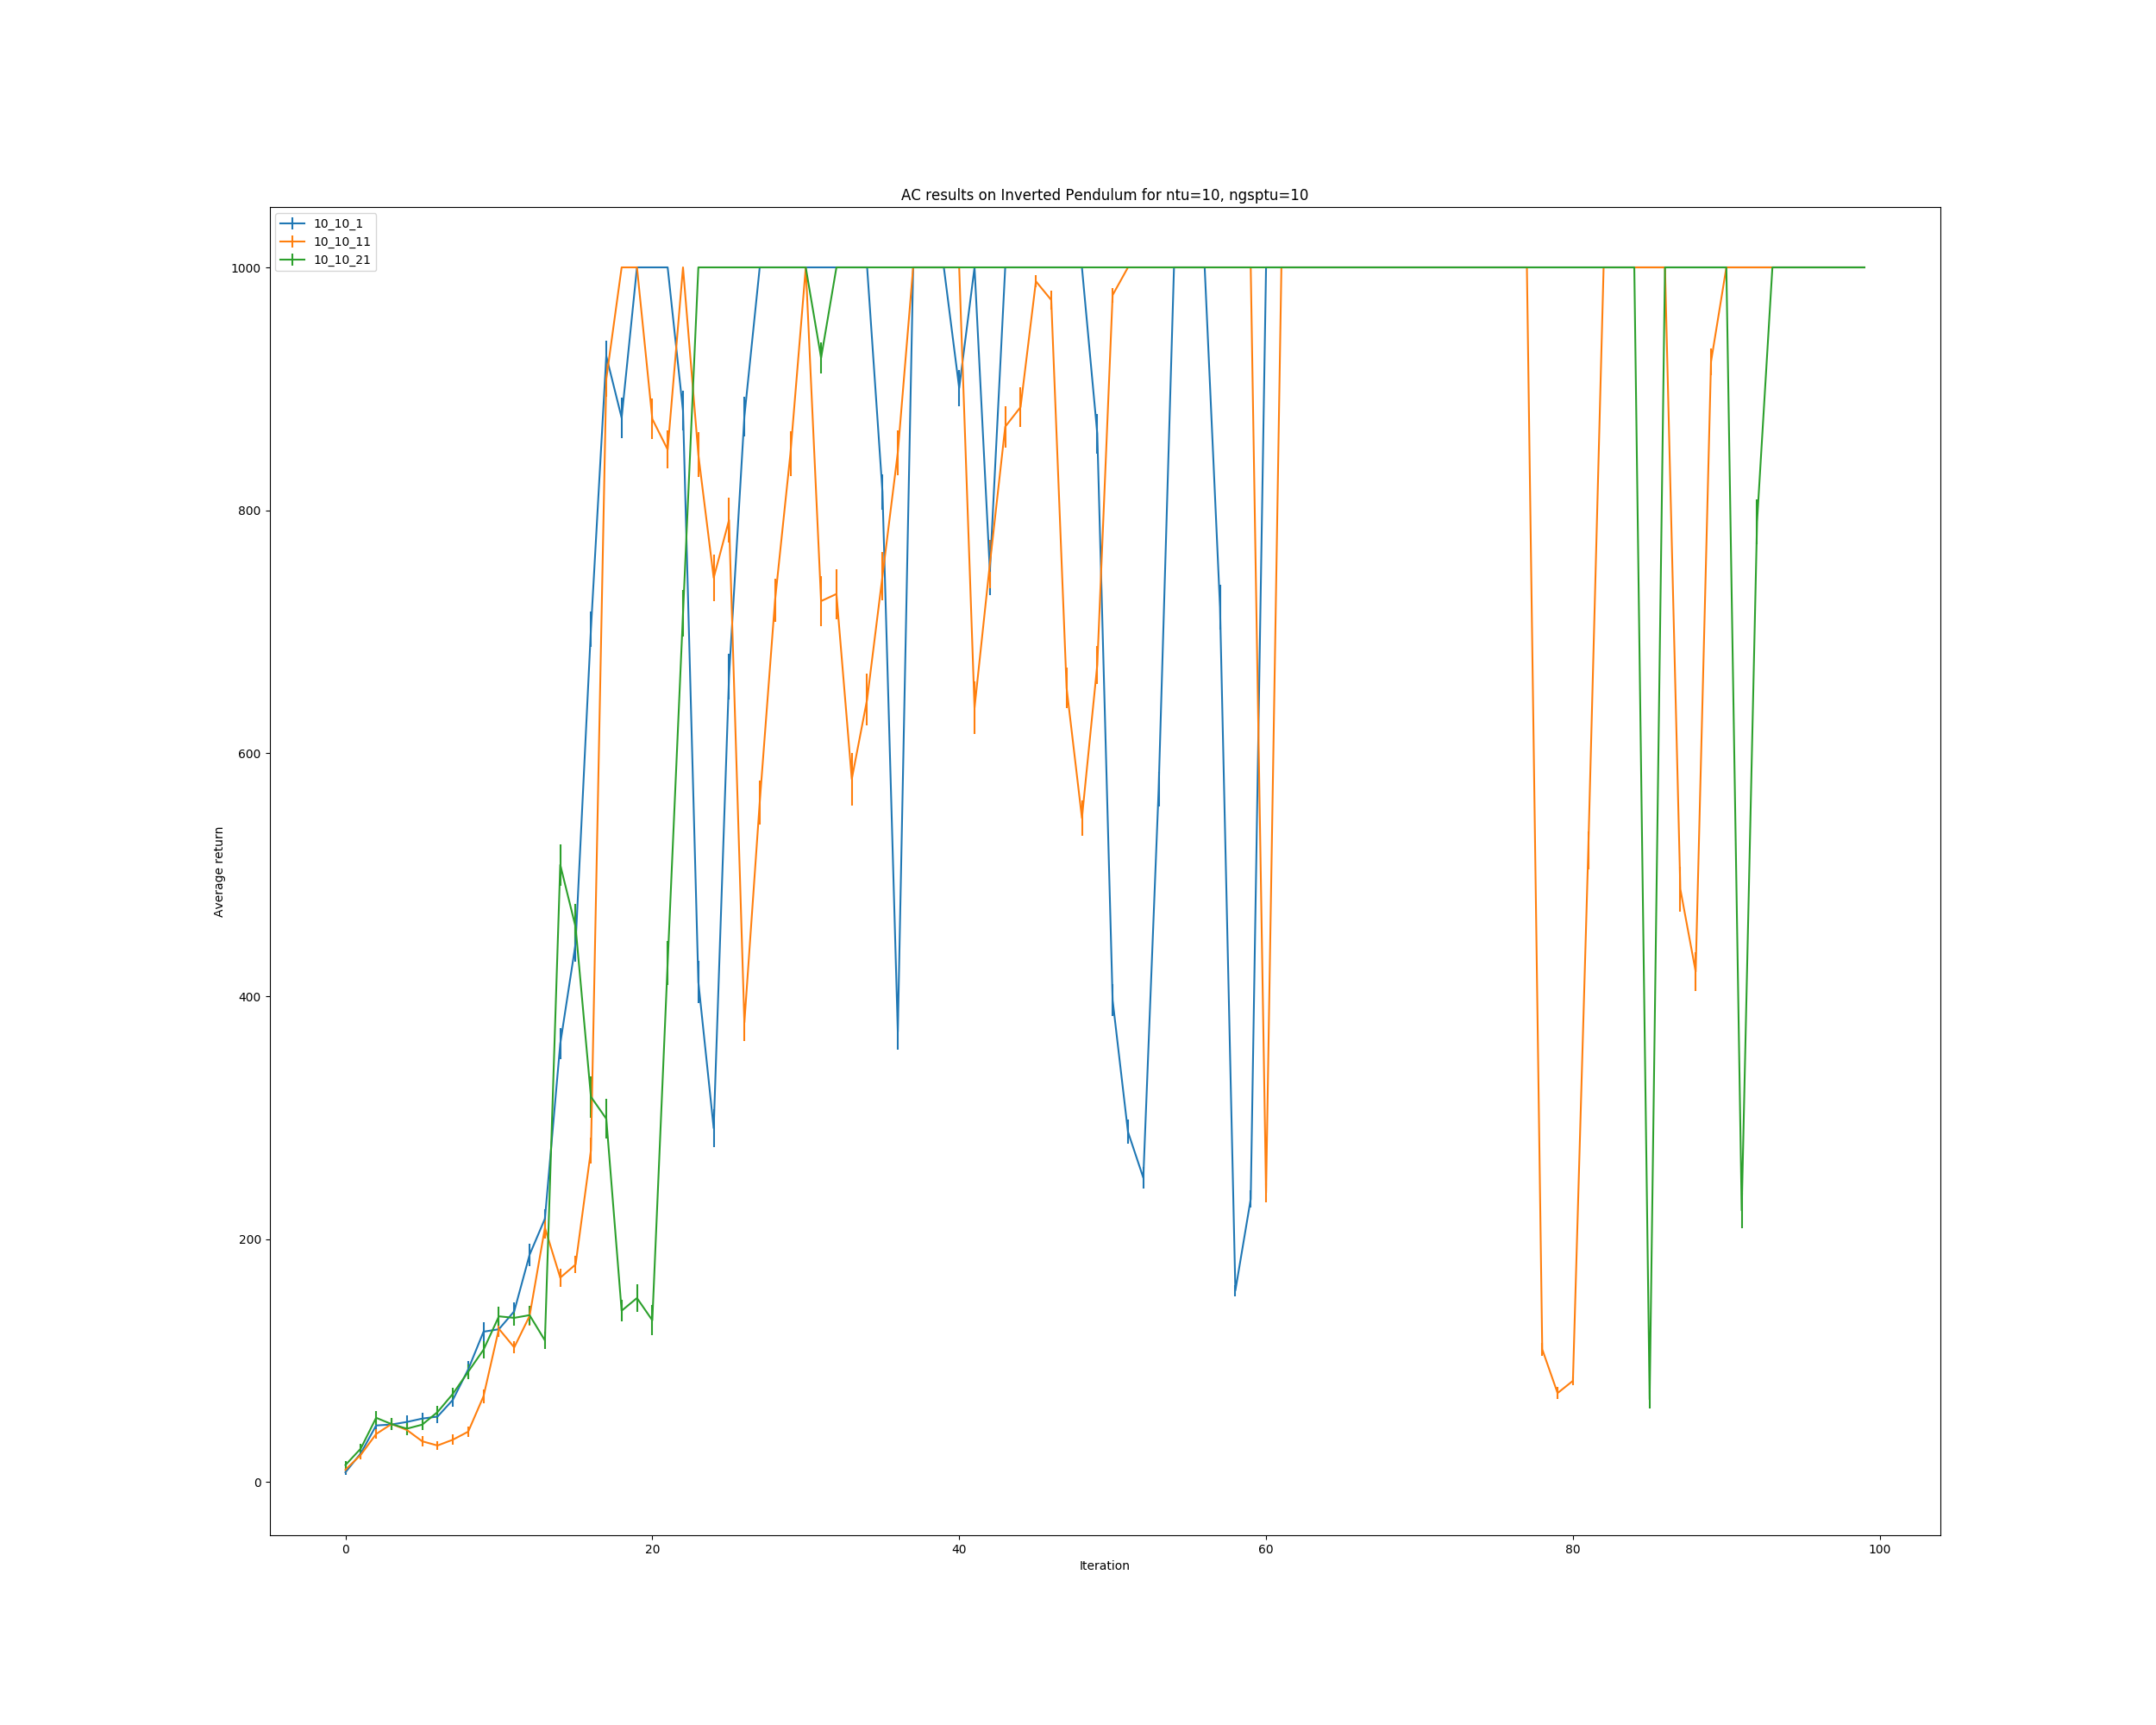 AC results on Inverted Pendulum for ntu=10, ngsptu=10
10_10_1
10_10_11
10_10_21
1000
800
600
400
200
0
Average return
0 20 40 60 80 100
Iteration